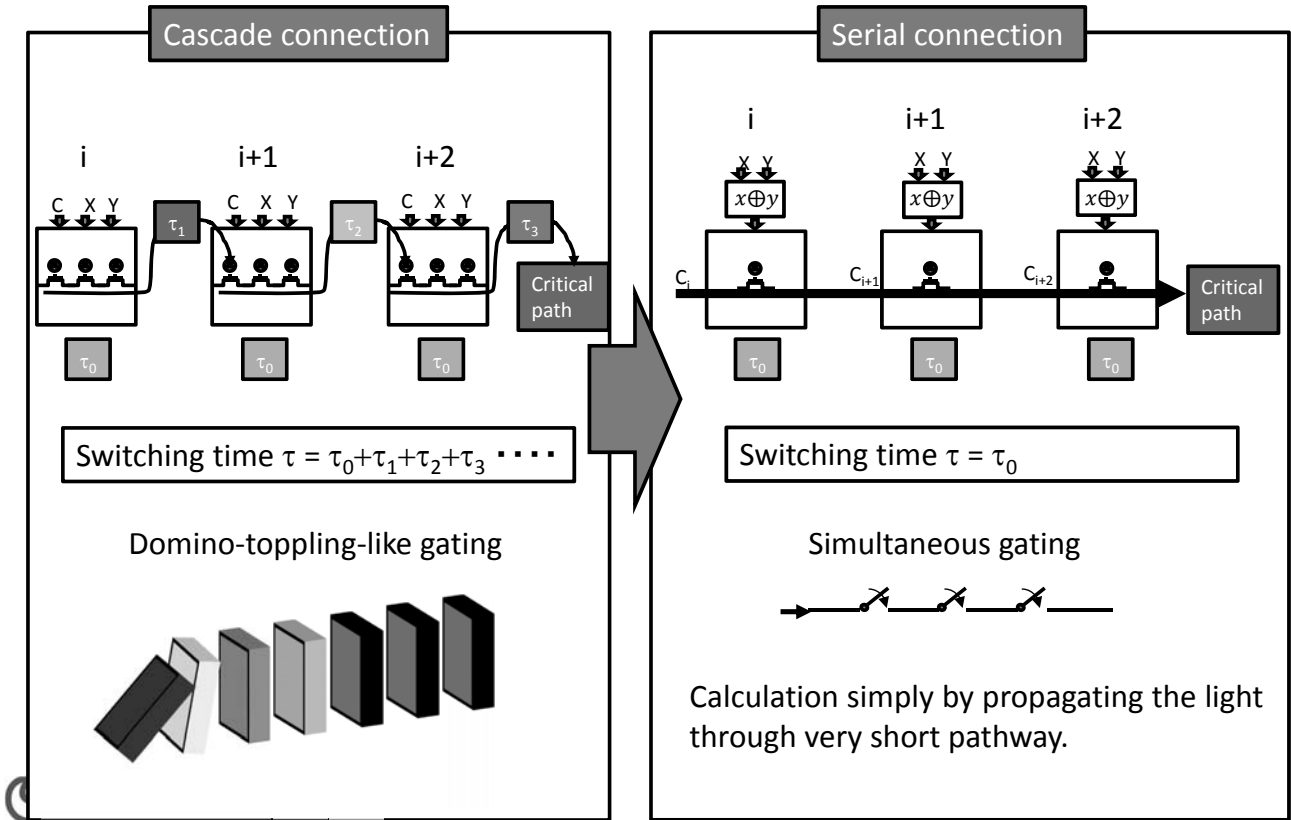 Cascade connection
i
i+1
i+2
C X Y
C X Y
C X Y
τ1
τ2
τ3
Critical
path
τ0
τ0
τ0
Switching time τ = τ0+τ1+τ2+τ3 ････
Domino-toppling-like gating
Serial connection
i
i+1
i+2
X Y
X Y
X Y
x⊕y
x⊕y
x⊕y
Ci
Ci+1
Ci+2
Critical
path
τ0
τ0
τ0
Switching time τ = τ0
Simultaneous gating
Calculation simply by propagating the light
through very short pathway.